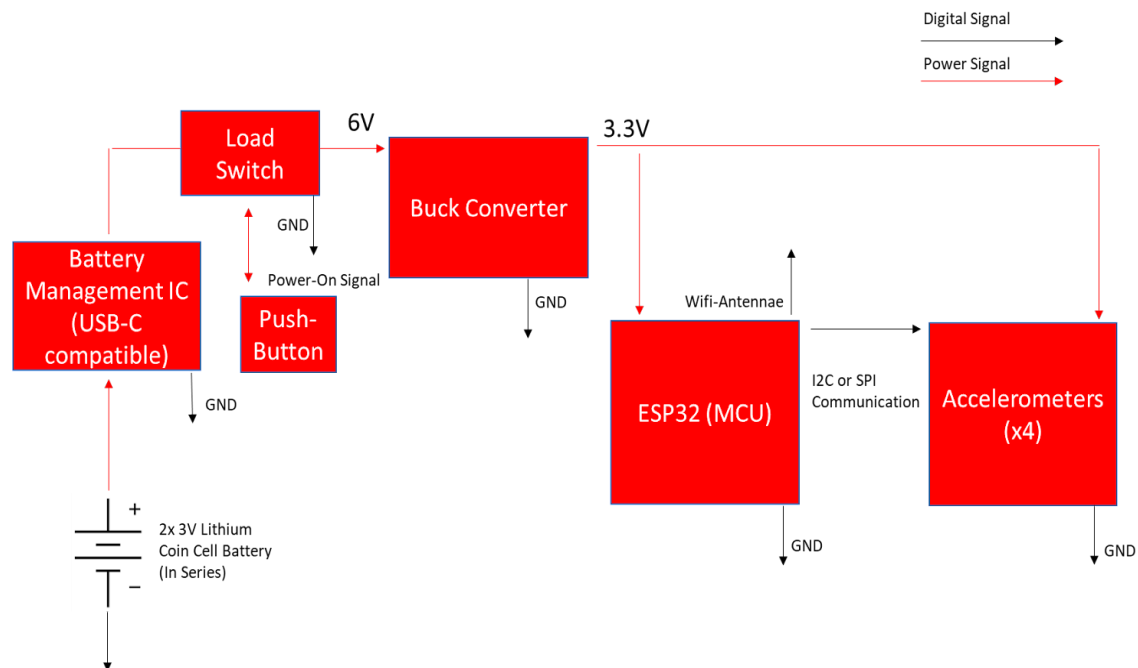 Digital Signal
Power Signal
Load
Switch
6V
Buck Converter
3.3V
GND
Power-On Signal
Push-
Button
Battery
Management IC
(USB-C
compatible)
GND
GND
Wifi-Antennae
ESP32 (MCU)
I2C or SPI
Communication
Accelerometers
(x4)
GND
GND
+
2x 3V Lithium
Coin Cell Battery
(In Series)
−